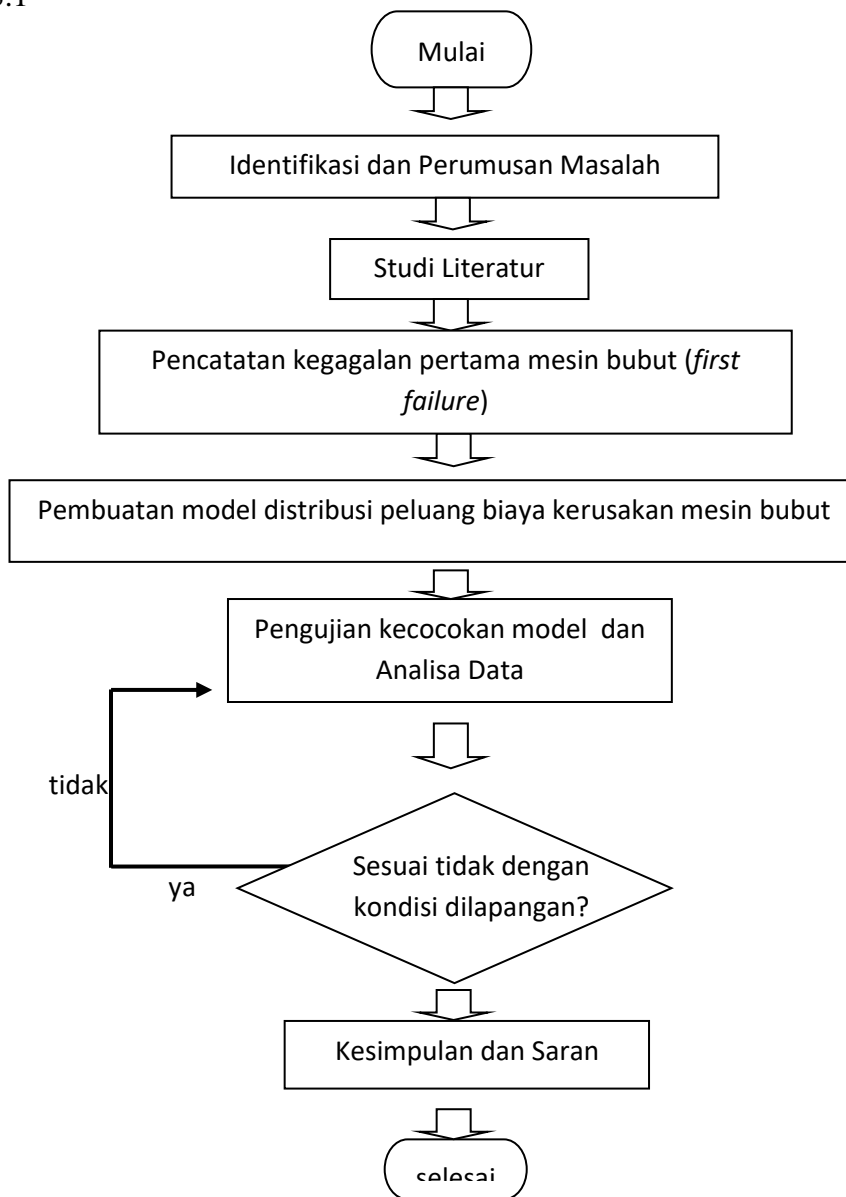 Mulai
Identifikasi dan Perumusan Masalah
Studi Literatur
Pencatatan kegagalan pertama mesin bubut (first
failure)
Pembuatan model distribusi peluang biaya kerusakan mesin bubut
Pengujian kecocokan model dan
Analisa Data
tidak
ya
Sesuai tidak dengan
kondisi dilapangan?
Kesimpulan dan Saran
selesai